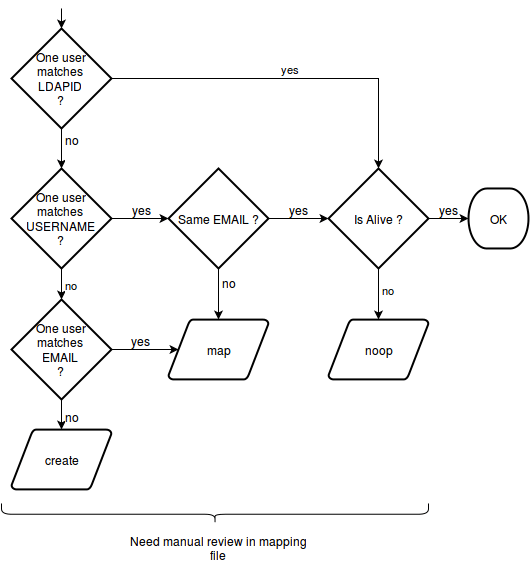 One user
matches
LDAPID
?
yes
no
One user
matches
USERNAME
?
yes
Same EMAIL ?
yes
Is Alive ?
yes
OK
no
no
no
One user
matches
EMAIL
?
yes
map
noop
no
create
Need manual review in mapping
file